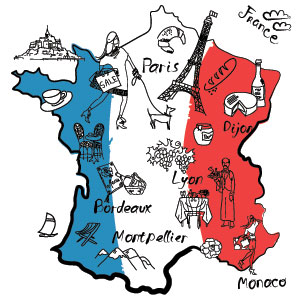 France
Paris
SALE
Dijon
Lyon
Bordeaux
Montpellier
Monaco